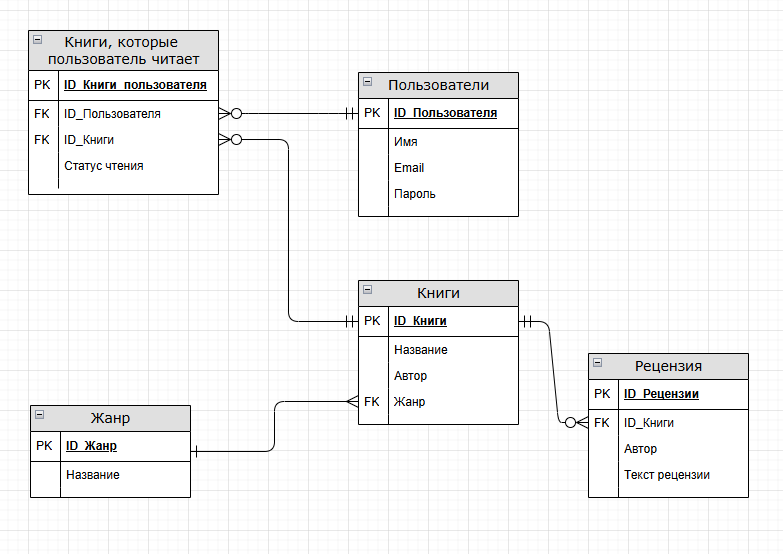 Книги, которые
пользователь читает
PK ID_Книги_пользователя
FK ID_Пользователя
FK ID_Книги
Статус чтения
Пользователи
PK ID_Пользователя
Имя
Email
Пароль
Книги
PK ID_Книги
Название
Автор
FK Жанр
Рецензия
PK ID_Рецензии
FK ID_Книги
Автор
Текст рецензии
Жанр
PK ID_Жанр
Название